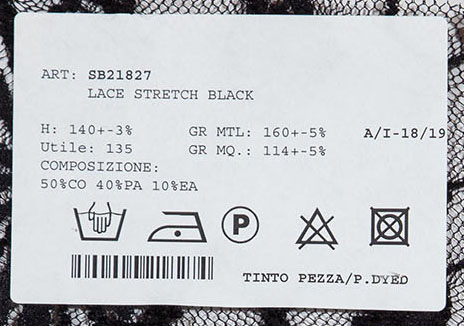 ART: SB21827
LACE STRETCH BLACK
H: 140+-3% GR MTL: 160+-5% A/I-18/19
Utile: 135 GR MQ.: 114+-5%
COMPOSIZIONE:
50%CO 40%PA 10%EA
P
TINTO PEZZA/P.DYED